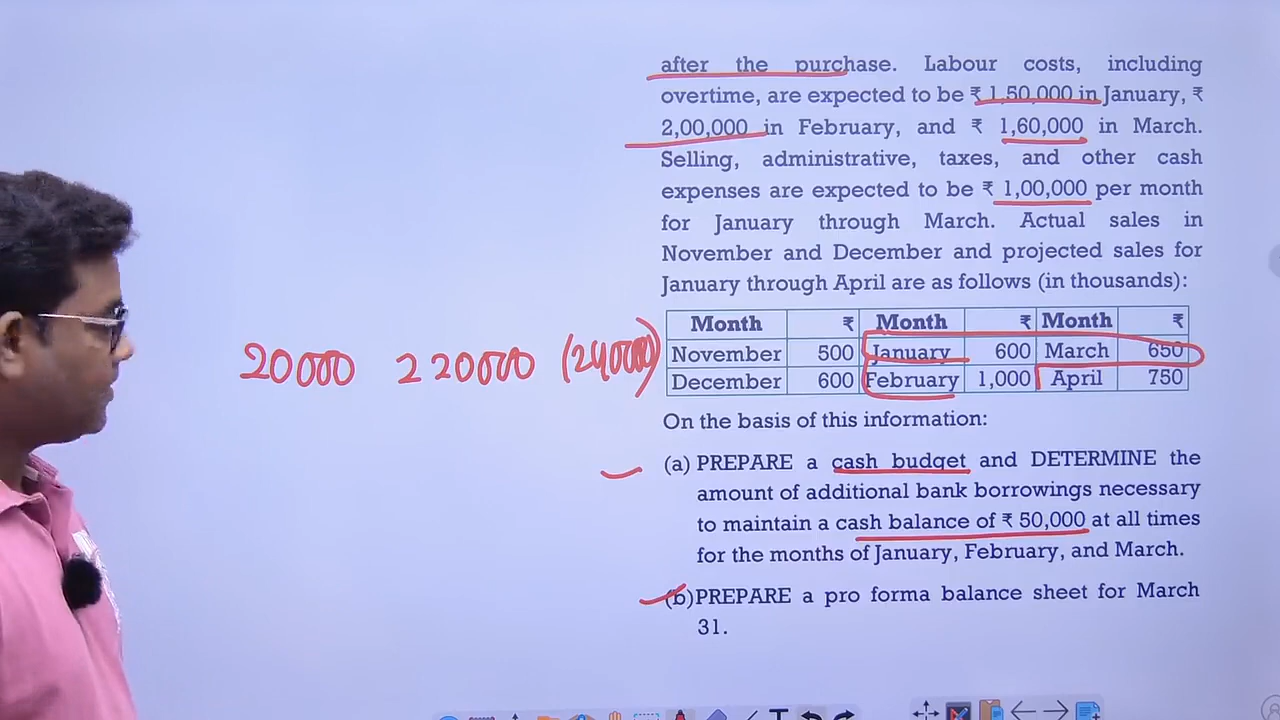 after the purchase. Labour costs, including
overtime, are expected to be ₹ 1,50,000 in January, ₹
2,00,000 in February, and ₹ 1,60,000 in March.
Selling, administrative, taxes, and other cash
expenses are expected to be ₹ 1,00,000 per month
for January through March. Actual sales in
November and December and projected sales for
January through April are as follows (in thousands):
Month ₹ Month ₹ Month ₹
November 500 January 600 March 650
December 600 February 1,000 April 750
20000 220000 (24000)
On the basis of this information:
(a) PREPARE a cash budget and DETERMINE the
amount of additional bank borrowings necessary
to maintain a cash balance of ₹ 50,000 at all times
for the months of January, February, and March.
(b) PREPARE a pro forma balance sheet for March
31.